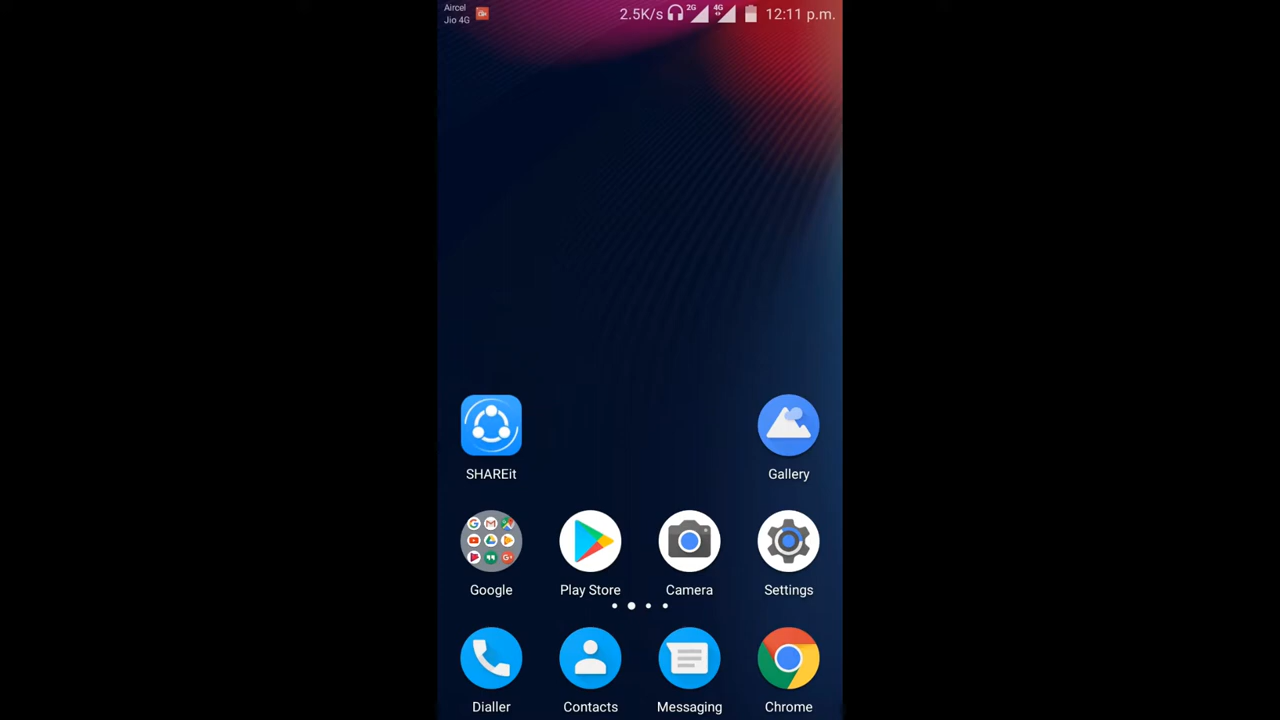 Aircel
Jio 4G
2.5K/s 2G 4G 12:11 p.m.
SHAREit Gallery
Google Play Store Camera Settings
Dialler Contacts Messaging Chrome